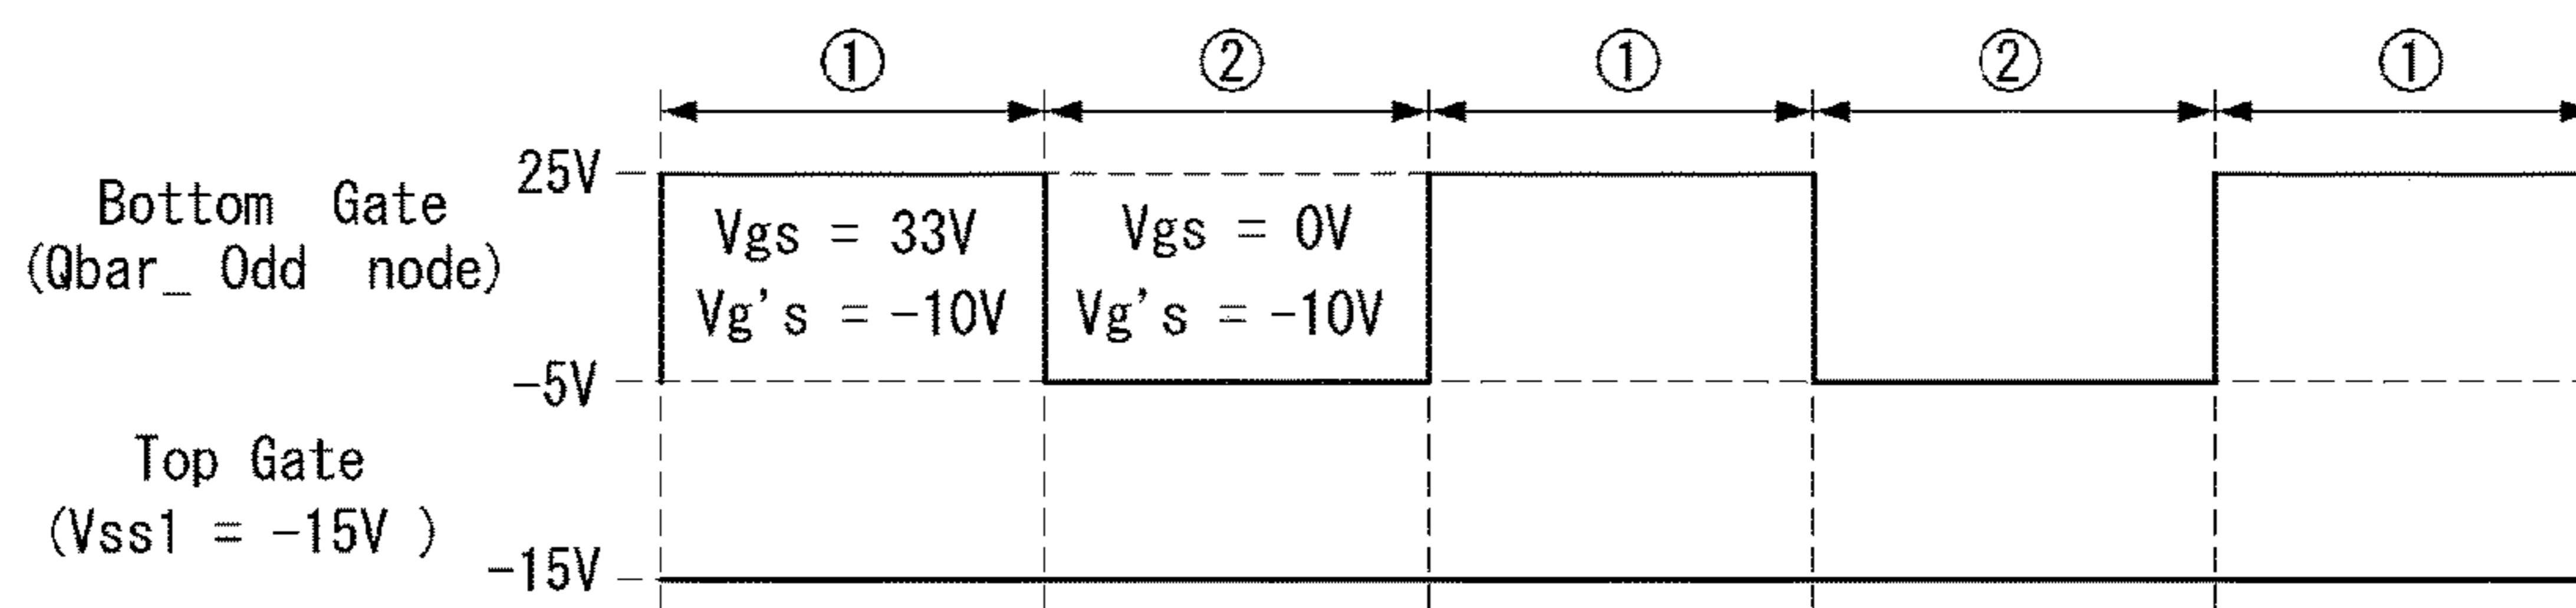 ① ② ① ② ①
25V
Bottom Gate
(Qbar_ Odd node)
Vgs = 33V
Vg's = -10V
Vgs = 0V
Vg's = -10V
-5V
Top Gate
(Vss1 = -15V )
-15V